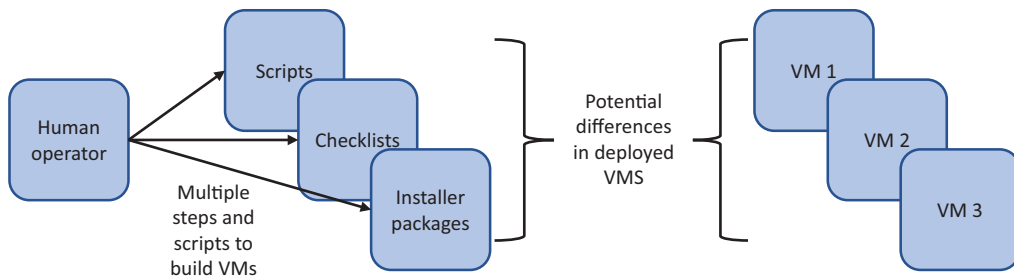 Human
operator
Scripts
Checklists
Installer
packages
Multiple
steps and
scripts to
build VMs
Potential
differences
in deployed
VMS
VM 1
VM 2
VM 3